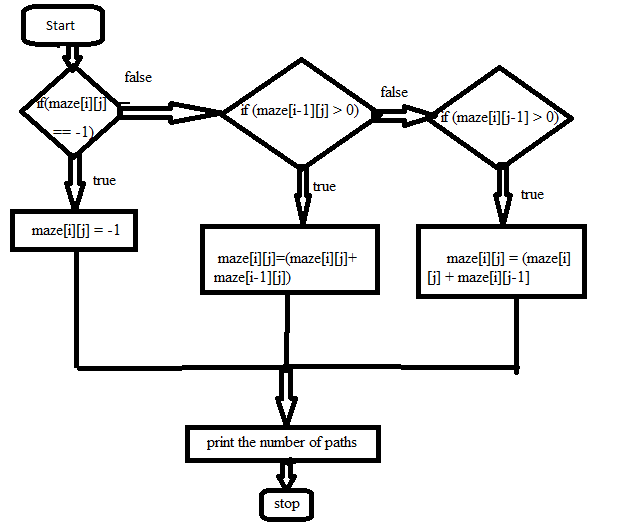 Start
false
false
if(maze[i][j]
== -1)
if (maze[i-1][j] > 0)
if (maze[i][j-1] > 0)
true
true
true
maze[i][j] = -1
maze[i][j]=(maze[i][j]+
maze[i-1][j])
maze[i][j] = (maze[i]
[j] + maze[i][j-1]
print the number of paths
stop